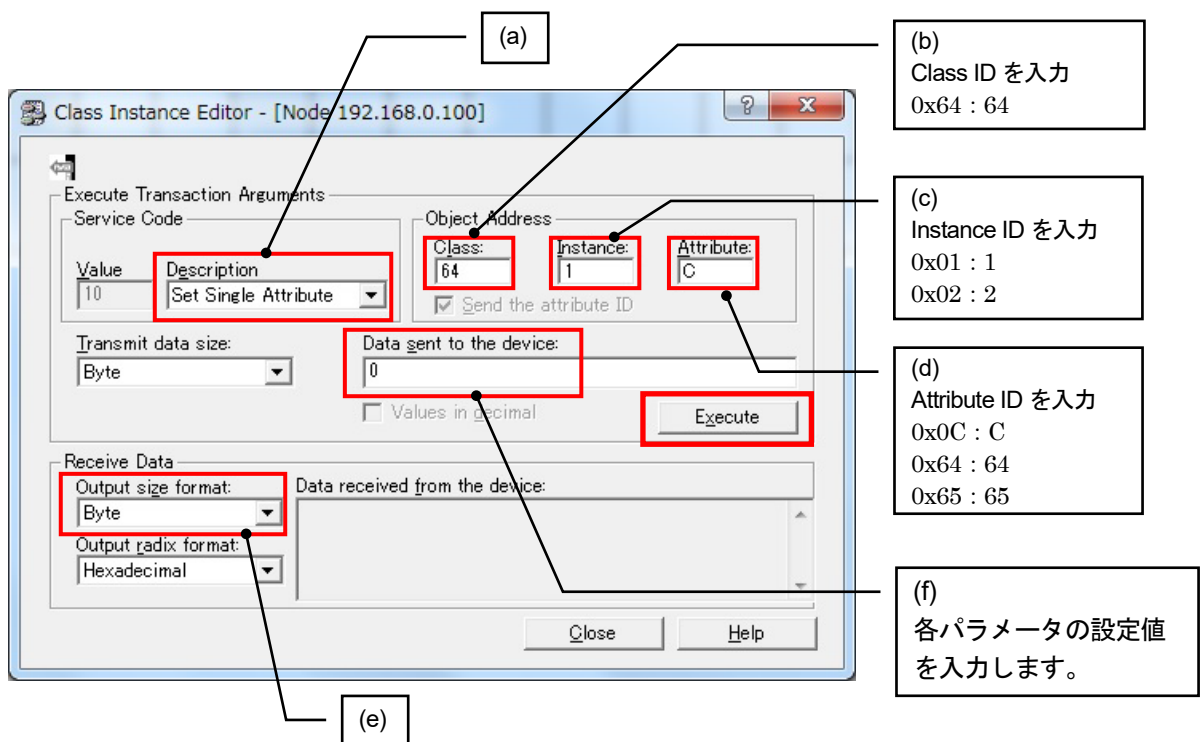 (a)
(b)
Class ID を入力
0x64 : 64
Class Instance Editor - [Node 192.168.0.100]
Execute Transaction Arguments
Service Code
Value
Description
10
Set Single Attribute
Object Address
Class:
Instance:
Attribute:
64
1
C
Send the attribute ID
(c)
Instance ID を入力
0x01 : 1
0x02 : 2
Transmit data size:
Byte
Data sent to the device:
0
Values in decimal
Execute
(d)
Attribute ID を入力
0x0C : C
0x64 : 64
0x65 : 65
Receive Data
Output size format:
Byte
Output radix format:
Hexadecimal
Data received from the device:
Close
Help
(f)
各パラメータの設定値
を入力します。
(e)